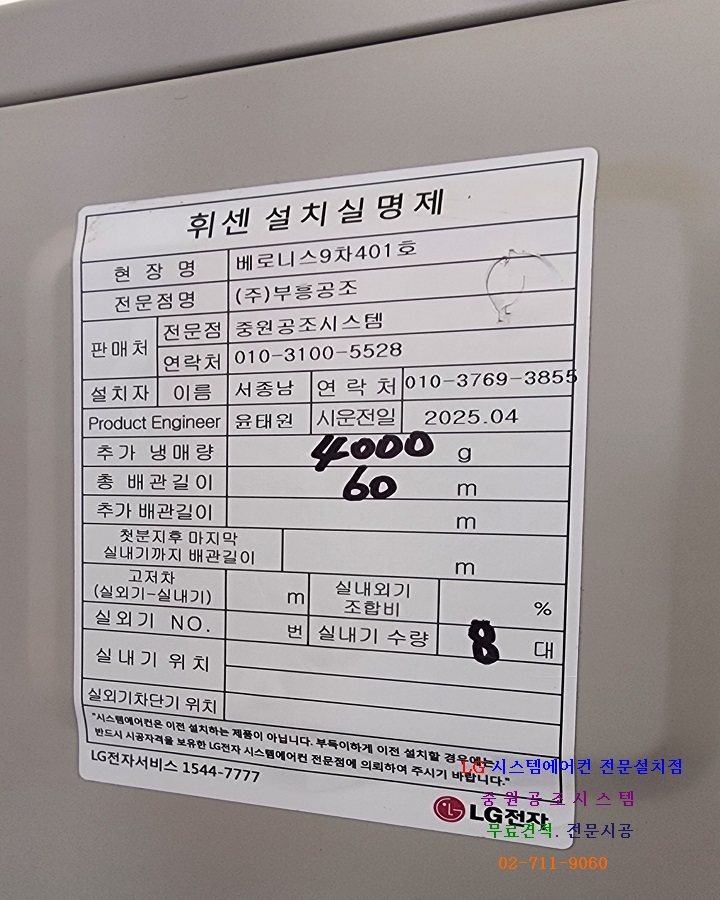 휘센 설치실명제
현 장 명 베로니스9차401호
전문점명 (주)부흥공조
판매처 전문점 중원공조시스템
연락처 010-3100-5528
설치자 이름 서종남 연 락 처 010-3769-3855
Product Engineer 윤태원 시운전일 2025.04
추가 냉매량 4000 g
총 배관길이 60 m
추가 배관길이 m
첫분지후 마지막
실내기까지 배관길이 m
고저차
(실외기-실내기) m 실내외기
조합비 %
실외기 NO. 번 실내기 수량 8 대
실내기 위치
실외기차단기 위치
"시스템에어컨은 이전 설치하는 제품이 아닙니다. 부득이하게 이전 설치할 경우에는
반드시 시공자격을 보유한 LG전자 시스템에어컨 전문점에 의뢰하여 주시기 바랍니다."
LG전자서비스 1544-7777
LG전자
LG 시스템에어컨 전문설치점
중원공조시스템
무료견적. 전문시공
02-711-9060